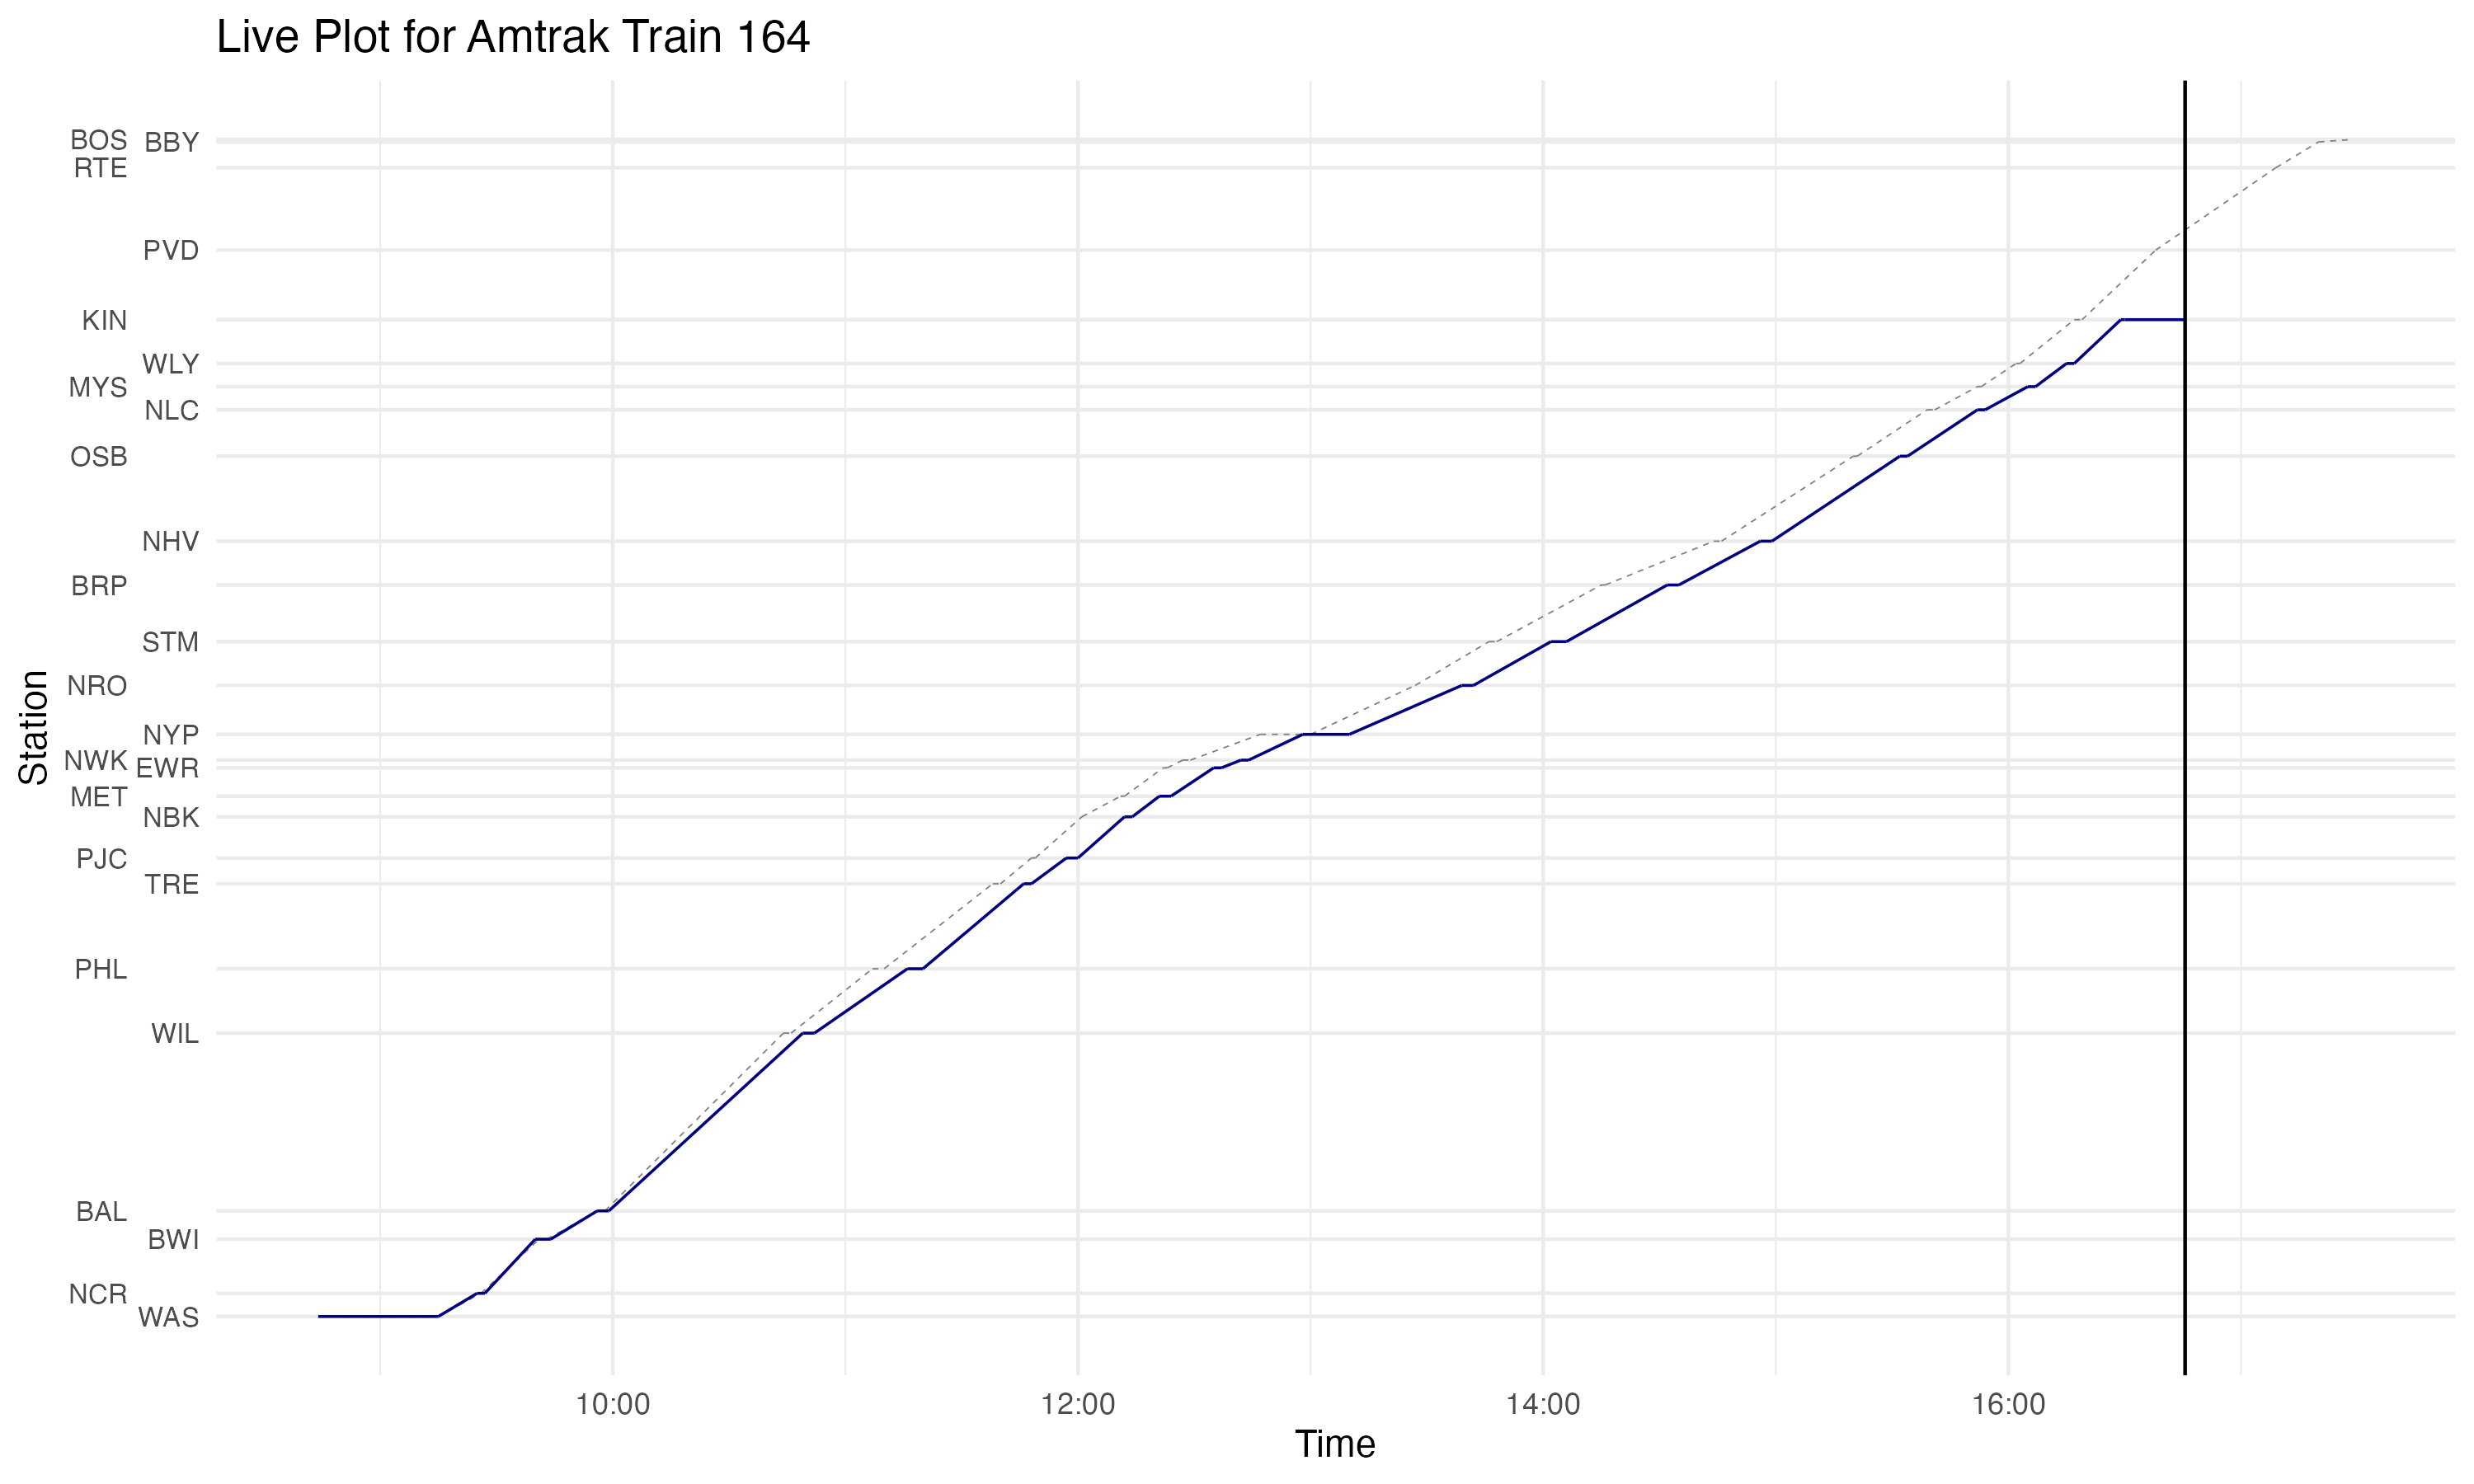 Live Plot for Amtrak Train 164
BOS BBY
RTE
PVD
KIN
WLY
MYS
NLC
OSB
NHV
BRP
STM
NRO
NYP
NWK EWR
MET
NBK
PJC
TRE
PHL
WIL
BAL
BWI
NCR
WAS
Station
10:00 12:00 14:00 16:00
Time